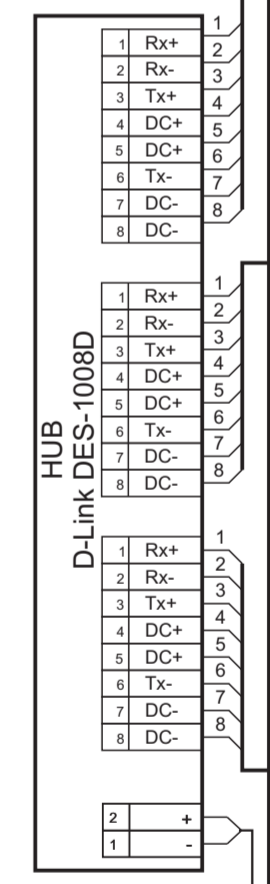 HUB
D-Link DES-1008D
1 Rx+ 1
2 Rx- 2
3 Tx+ 3
4 DC+ 4
5 DC+ 5
6 Tx- 6
7 DC- 7
8 DC- 8
1 Rx+ 1
2 Rx- 2
3 Tx+ 3
4 DC+ 4
5 DC+ 5
6 Tx- 6
7 DC- 7
8 DC- 8
1 Rx+ 1
2 Rx- 2
3 Tx+ 3
4 DC+ 4
5 DC+ 5
6 Tx- 6
7 DC- 7
8 DC- 8
2 +
1 -